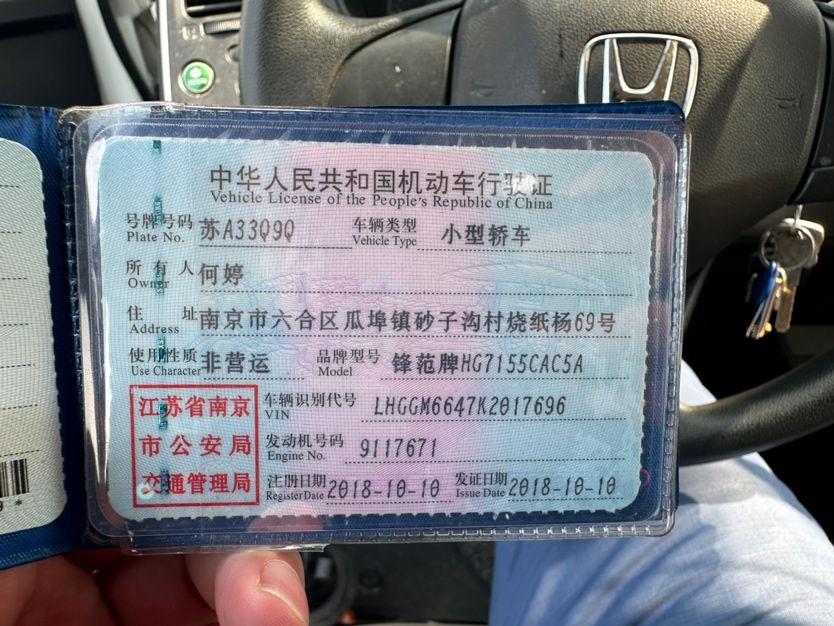 中华人民共和国机动车行驶证
Vehicle License of the People's Republic of China
号牌号码 苏A33Q9Q 车辆类型 小型轿车
Plate No. Vehicle Type
所有人 何婷
Owner
住址 南京市六合区瓜埠镇砂子沟村烧纸杨69号
Address
使用性质 非营运 品牌型号 锋范牌HG7155CAC5A
Use Character Model
江苏省南京
市公安局
交通管理局
车辆识别代号 LHGGM6647K2017696
VIN
发动机号码 9117671
Engine No.
注册日期 2018-10-10 发证日期 2018-10-10
Register Date Issue Date